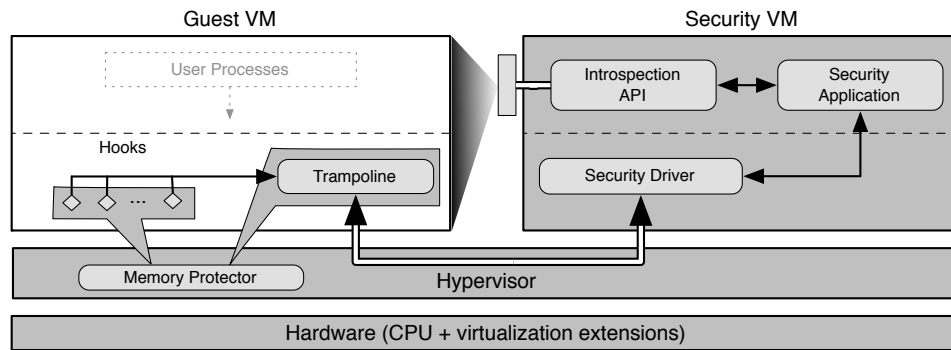 Guest VM
Security VM
User Processes
Introspection
API
Security
Application
Hooks
Trampoline
Security Driver
...
Memory Protector
Hypervisor
Hardware (CPU + virtualization extensions)